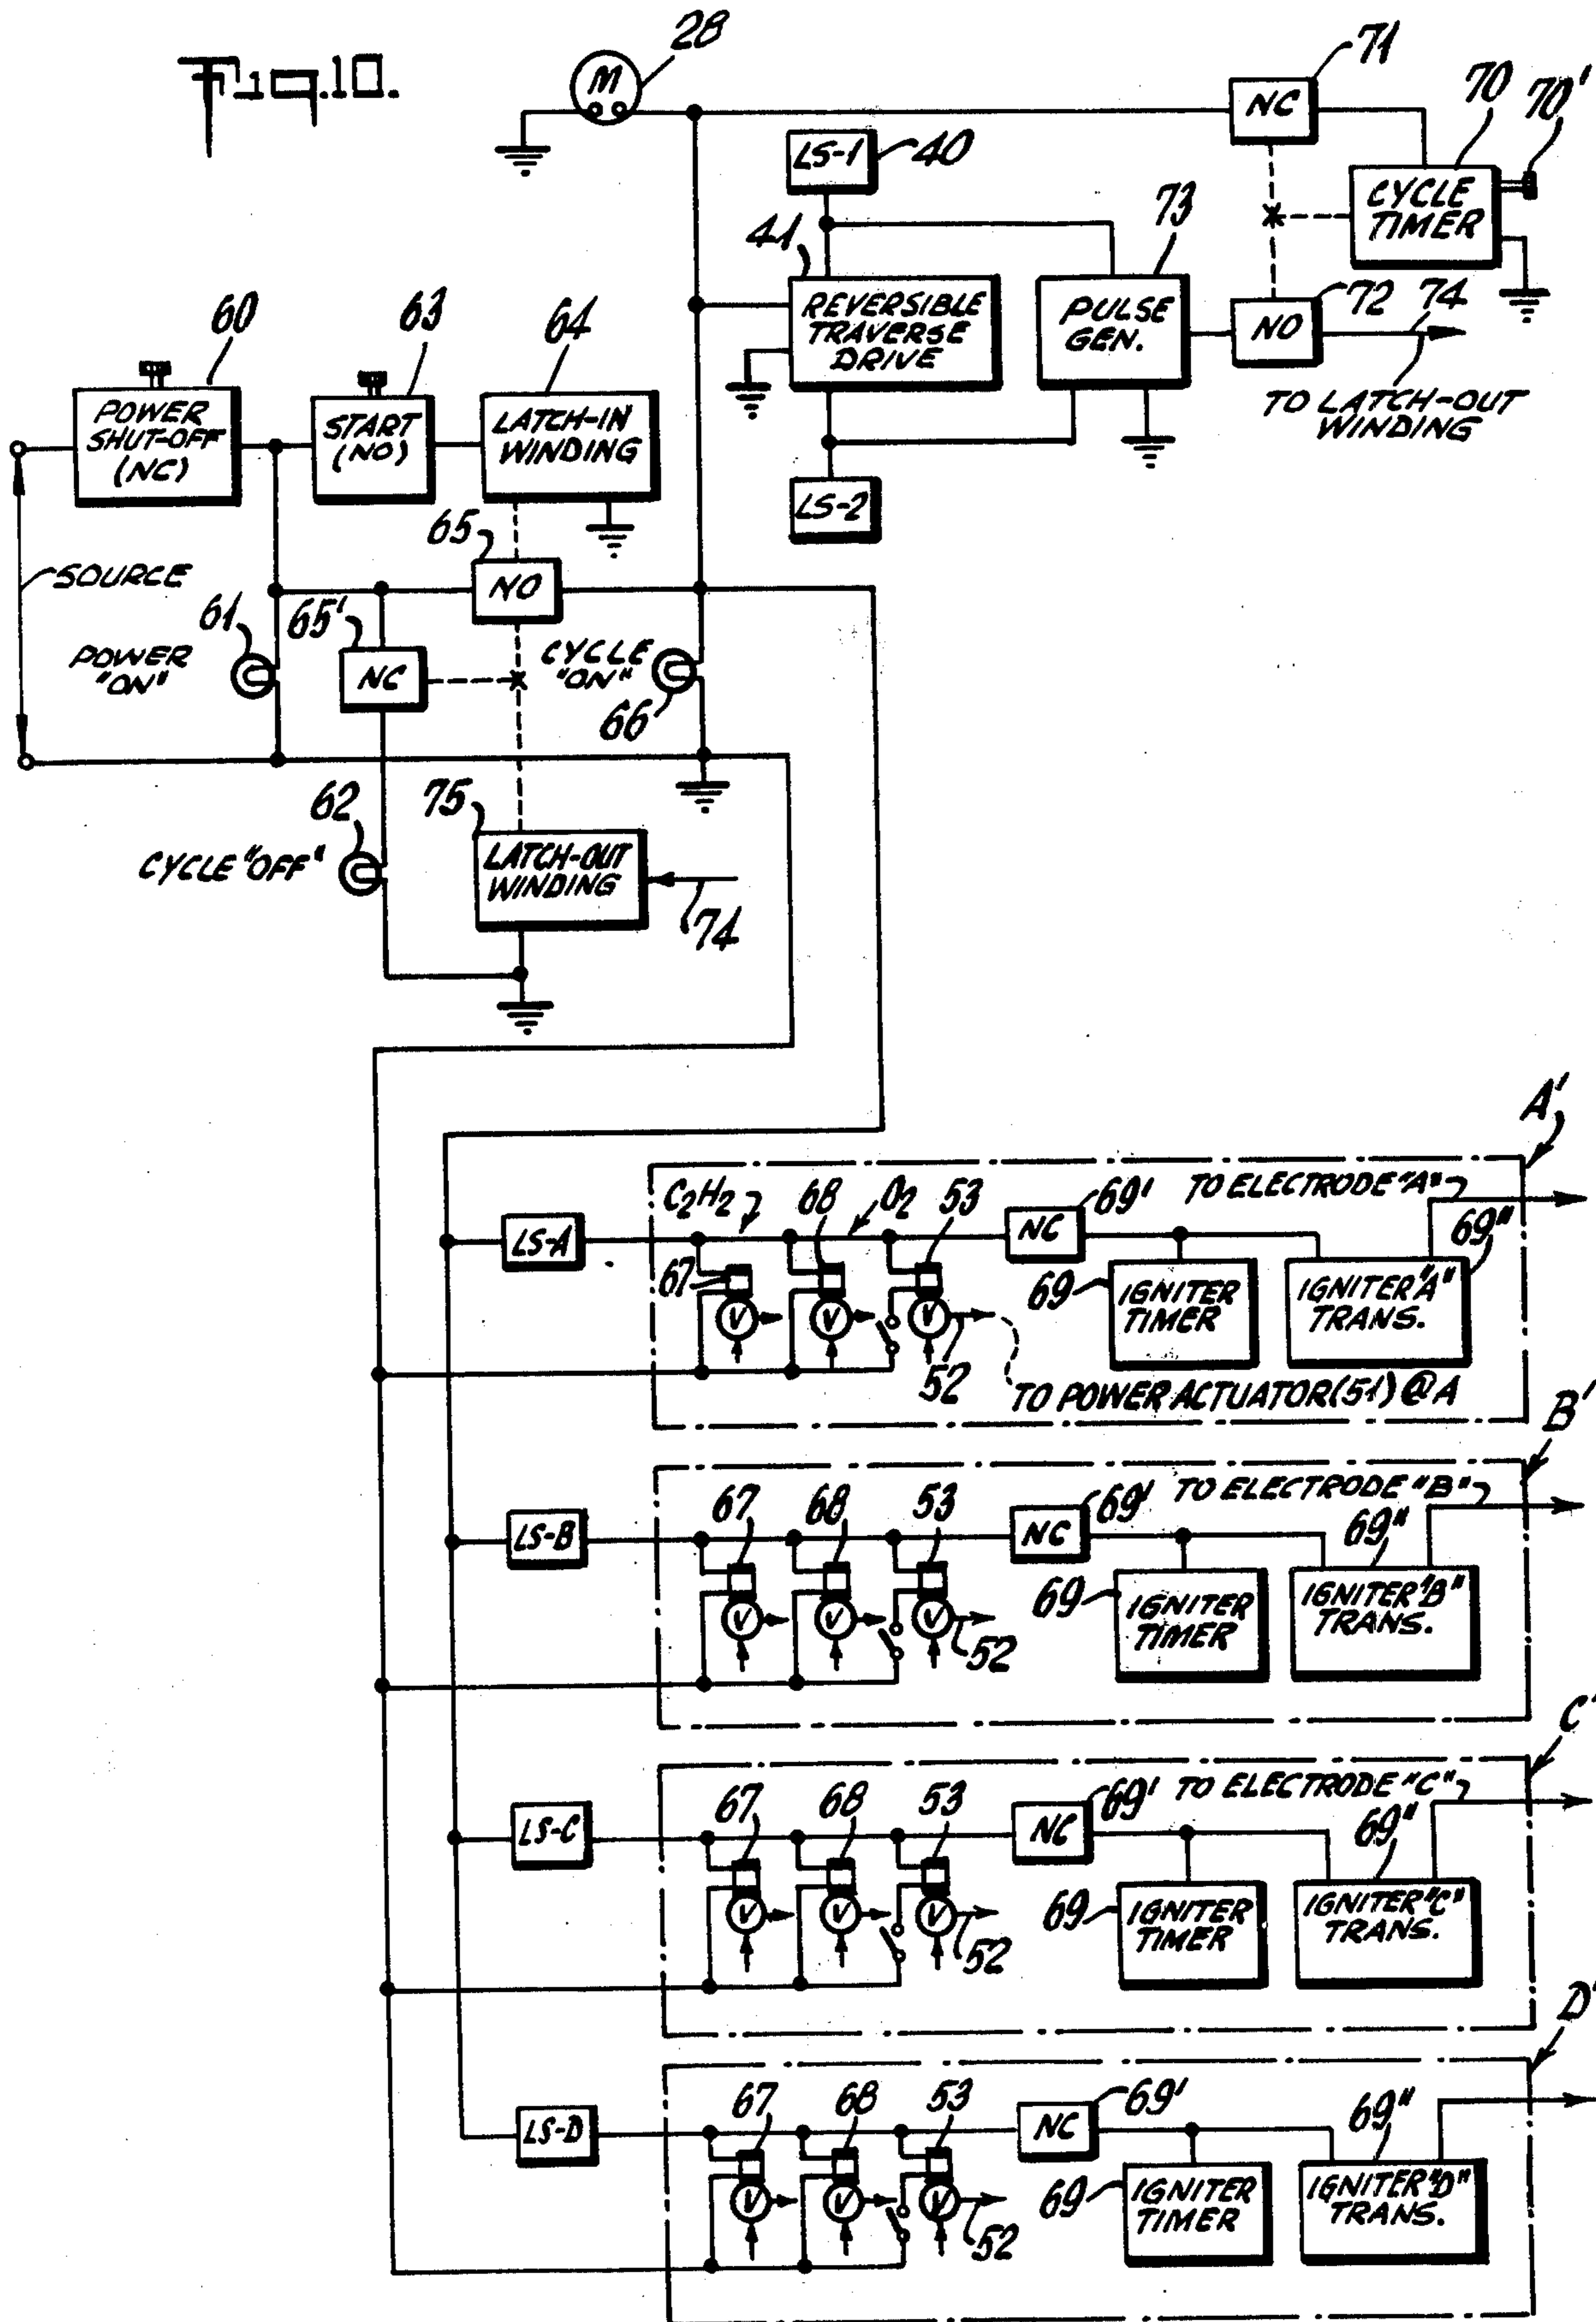 Fig.10.
28
M
71
NC
70
70'
CYCLE
TIMER
LS-1
40
73
41
REVERSIBLE
TRAVERSE
DRIVE
PULSE
GEN.
72
NO
74
TO LATCH-OUT
WINDING
LS-2
60
POWER
SHUT-OFF
(NC)
63
START
(NO)
64
LATCH-IN
WINDING
65
NO
SOURCE
61
POWER
"ON"
65'
NC
CYCLE
"ON"
66
62
CYCLE "OFF"
75
LATCH-OUT
WINDING
74
A'
LS-A
C2H2
68
O2
53
69'
NC
TO ELECTRODE "A"
69"
67
V
V
V
52
69
IGNITER
TIMER
IGNITER "A"
TRANS.
TO POWER ACTUATOR (51) @ A
B'
LS-B
67
68
53
69'
NC
TO ELECTRODE "B"
69"
V
V
V
52
69
IGNITER
TIMER
IGNITER "B"
TRANS.
C'
LS-C
67
68
53
69'
NC
TO ELECTRODE "C"
69"
V
V
V
52
69
IGNITER
TIMER
IGNITER "C"
TRANS.
D'
LS-D
67
68
53
69'
NC
69"
V
V
V
52
69
IGNITER
TIMER
IGNITER "D"
TRANS.